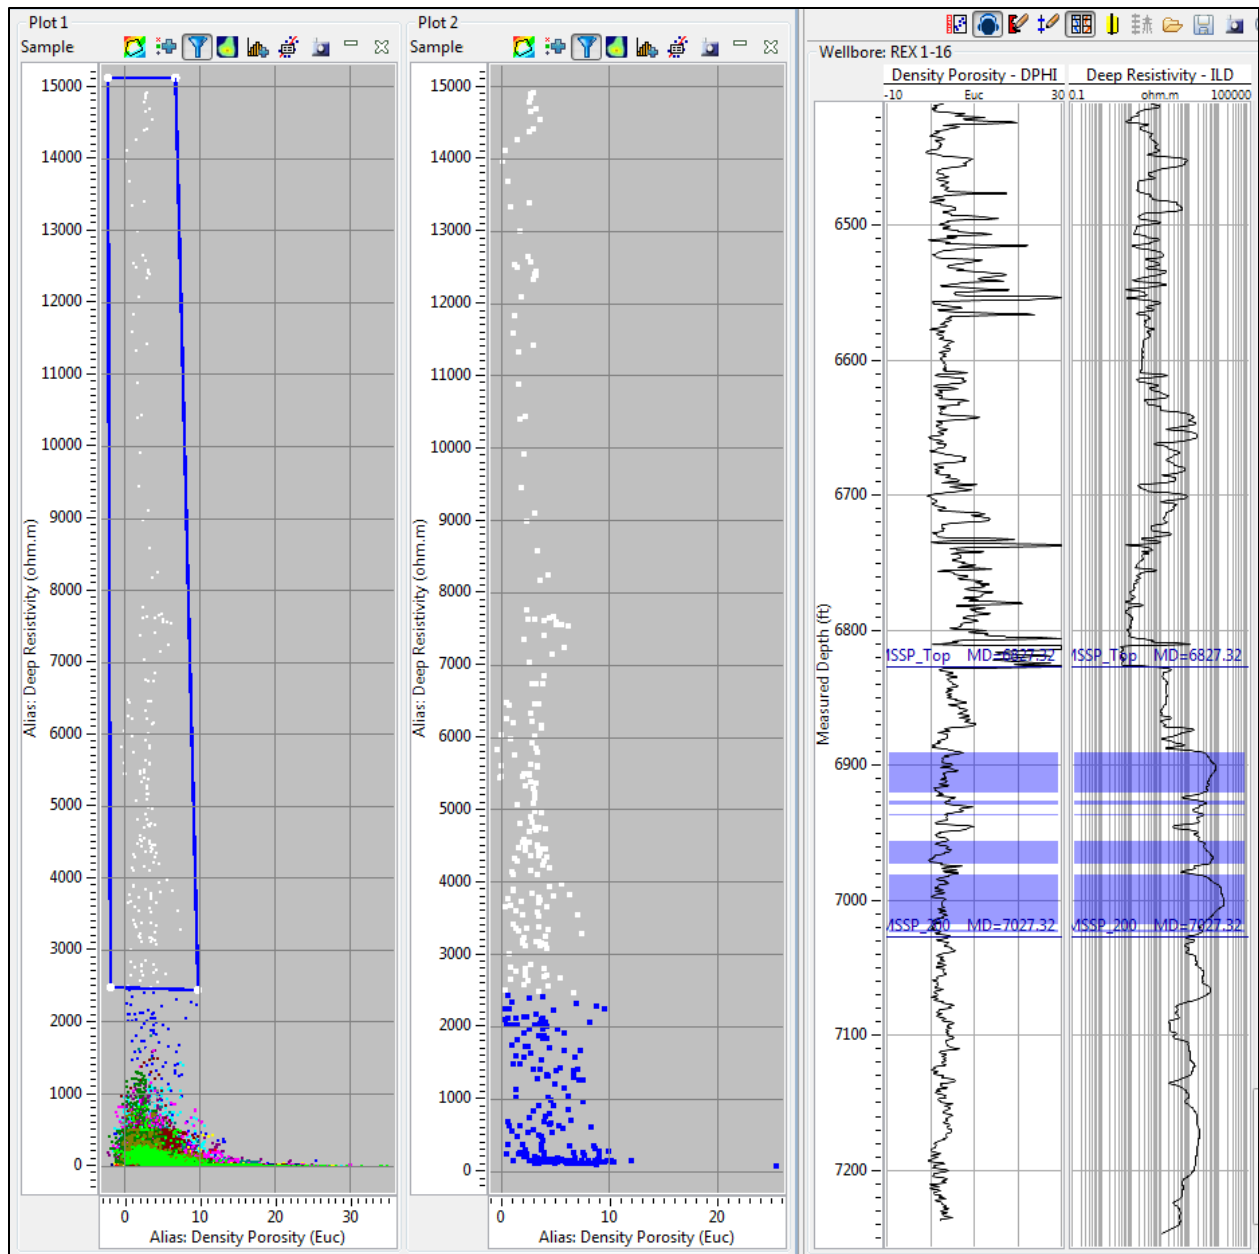 Plot 1
Sample
15000
14000
13000
12000
11000
10000
9000
8000
7000
6000
5000
4000
3000
2000
1000
0
Alias: Deep Resistivity (ohm.m)
0 10 20 30
Alias: Density Porosity (Euc)
Plot 2
Sample
15000
14000
13000
12000
11000
10000
9000
8000
7000
6000
5000
4000
3000
2000
1000
0
Alias: Deep Resistivity (ohm.m)
0 10 20
Alias: Density Porosity (Euc)
Wellbore: REX 1-16
Density Porosity - DPHI Deep Resistivity - ILD
-10 Euc 30 0.1 ohm.m 100000
6500
6600
6700
6800
MSSP_Top MD=6827.32 MSSP_Top MD=6827.32
Measured Depth (ft)
6900
7000
MSSP_200 MD=7027.32 MSSP_200 MD=7027.32
7100
7200